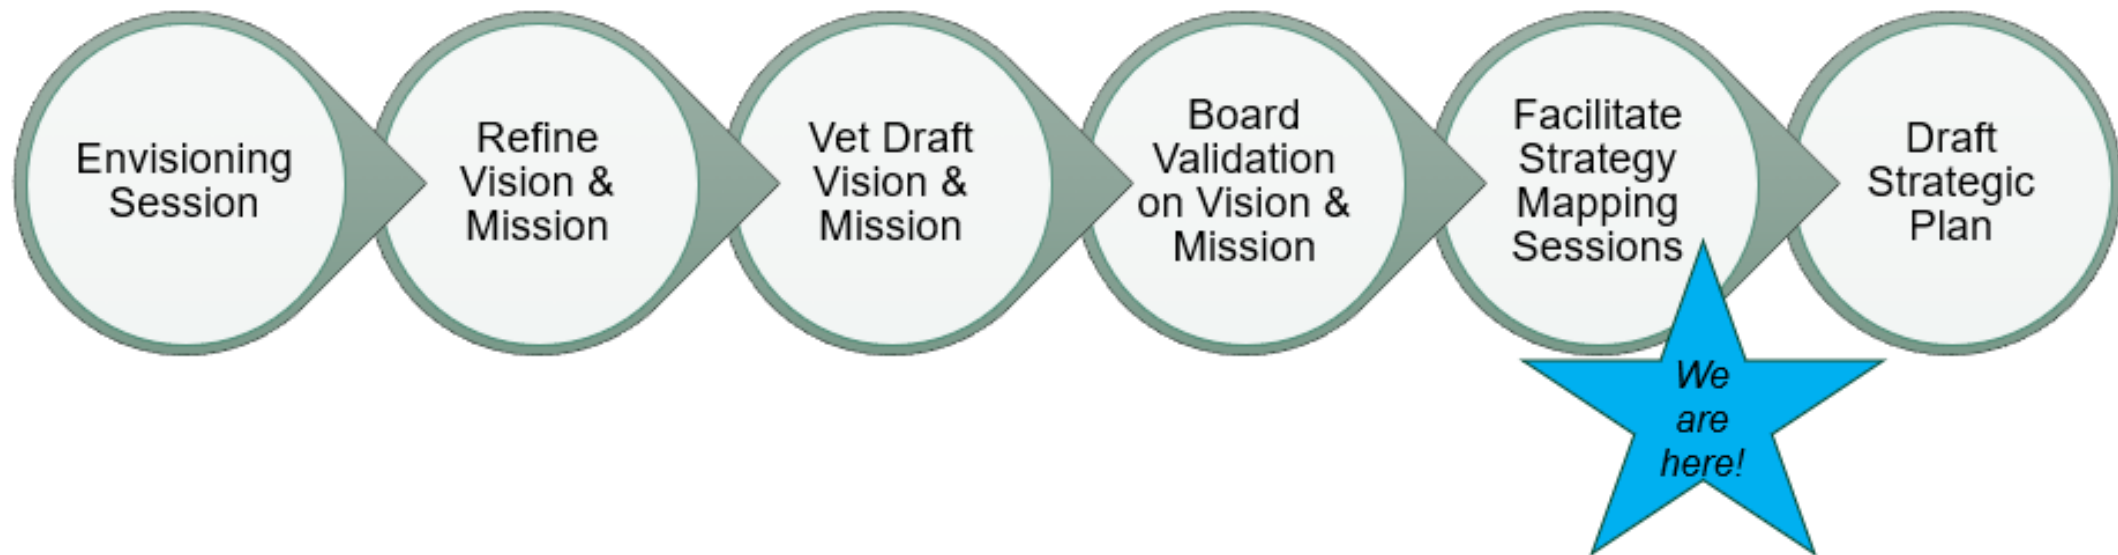 Envisioning
Session
Refine
Vision &
Mission
Vet Draft
Vision &
Mission
Board
Validation
on Vision &
Mission
Facilitate
Strategy
Mapping
Sessions
Draft
Strategic
Plan
We
are
here!